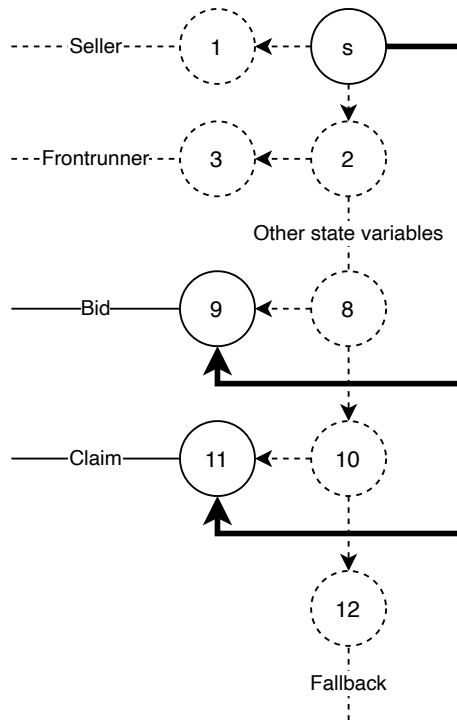 Seller 1 s
Frontrunner 3 2
Other state variables
Bid 9 8
Claim 11 10
12
Fallback